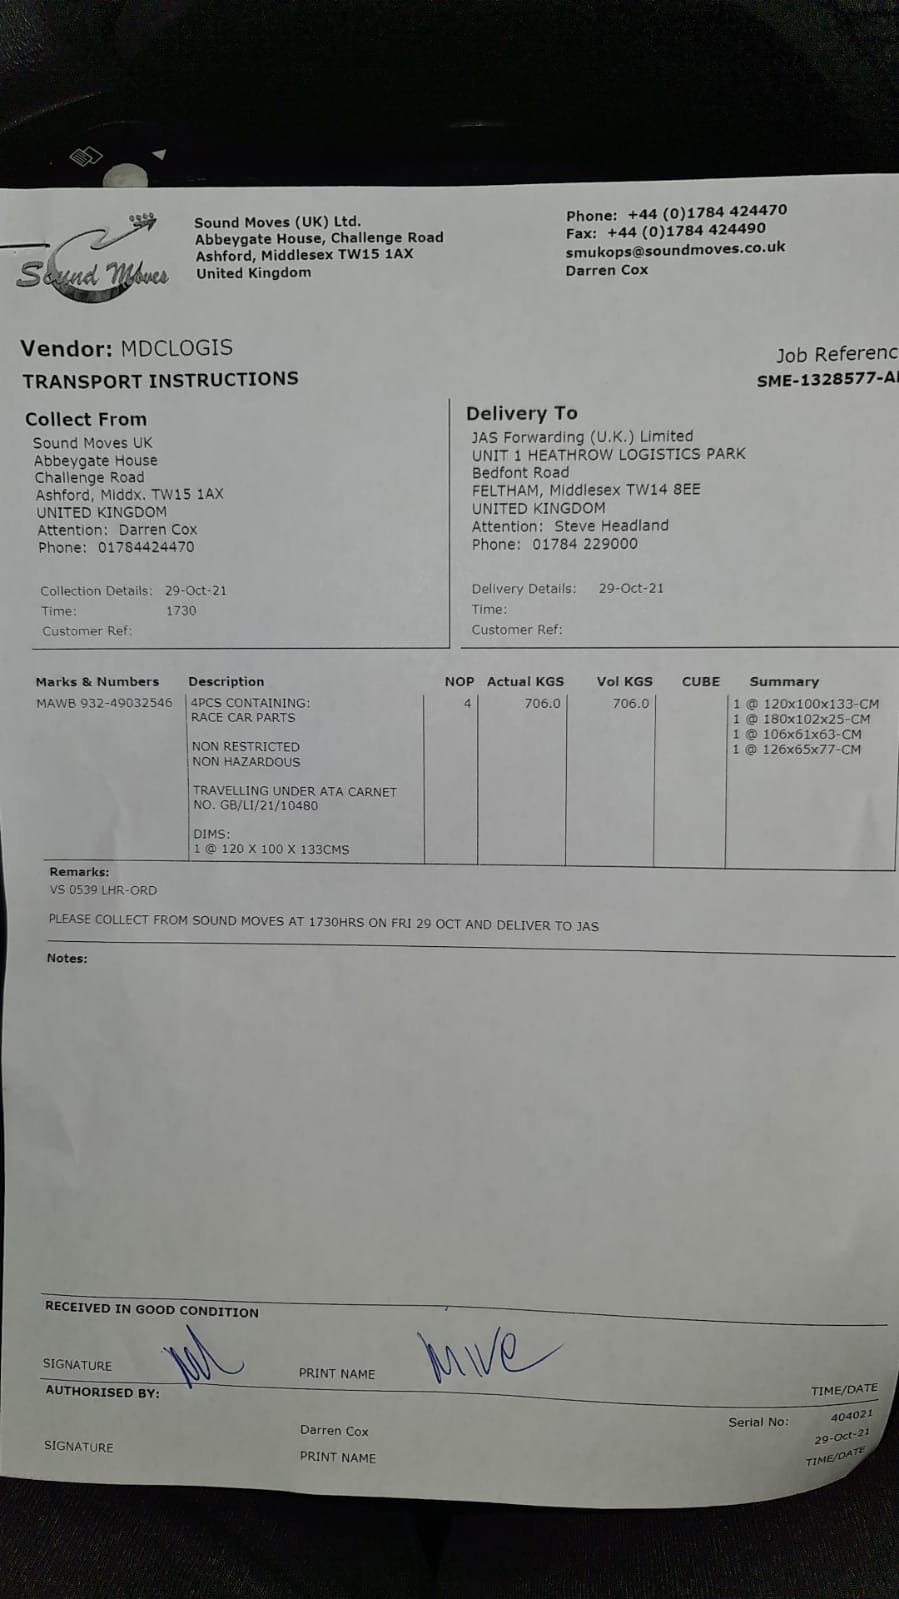 Sound Moves
Sound Moves (UK) Ltd.
Abbeygate House, Challenge Road
Ashford, Middlesex TW15 1AX
United Kingdom
Phone: +44 (0)1784 424470
Fax: +44 (0)1784 424490
smukops@soundmoves.co.uk
Darren Cox
Vendor: MDCLOGIS
TRANSPORT INSTRUCTIONS
Job Referenc
SME-1328577-A
Collect From
Sound Moves UK
Abbeygate House
Challenge Road
Ashford, Middx. TW15 1AX
UNITED KINGDOM
Attention: Darren Cox
Phone: 01784424470
Collection Details: 29-Oct-21
Time: 1730
Customer Ref:
Delivery To
JAS Forwarding (U.K.) Limited
UNIT 1 HEATHROW LOGISTICS PARK
Bedfont Road
FELTHAM, Middlesex TW14 8EE
UNITED KINGDOM
Attention: Steve Headland
Phone: 01784 229000
Delivery Details: 29-Oct-21
Time:
Customer Ref:
Marks & Numbers Description NOP Actual KGS Vol KGS CUBE Summary
MAWB 932-49032546 4PCS CONTAINING: 4 706.0 706.0 1 @ 120x100x133-CM
RACE CAR PARTS 1 @ 180x102x25-CM
1 @ 106x61x63-CM
NON RESTRICTED 1 @ 126x65x77-CM
NON HAZARDOUS
TRAVELLING UNDER ATA CARNET
NO. GB/LI/21/10480
DIMS:
1 @ 120 X 100 X 133CMS
Remarks:
VS 0539 LHR-ORD
PLEASE COLLECT FROM SOUND MOVES AT 1730HRS ON FRI 29 OCT AND DELIVER TO JAS
Notes:
RECEIVED IN GOOD CONDITION
SIGNATURE PRINT NAME TIME/DATE
AUTHORISED BY:
Darren Cox Serial No: 404021
29-Oct-21
SIGNATURE PRINT NAME TIME/DATE